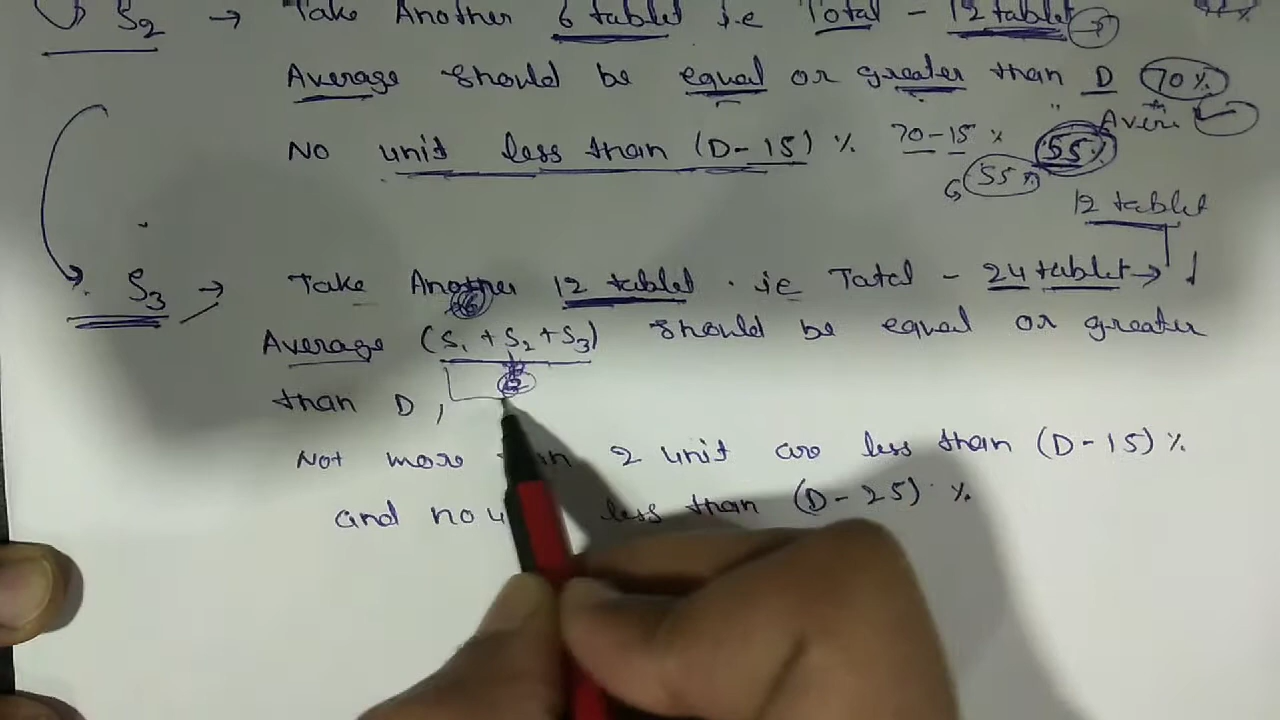 S2 → Take Another 6 tablet i.e Total - 12 tablet →
Average should be equal or greater than D 70%
Aver
No unit less than (D-15) % 70-15 % 55%
55%
12 tablet
S3 → Take Another 12 tablet . ie Total - 24 tablet →
6
Average (S1 + S2 + S3) should be equal or greater
than D,
Not more 2 unit are less than (D-15) %
and no less than (D-25) %